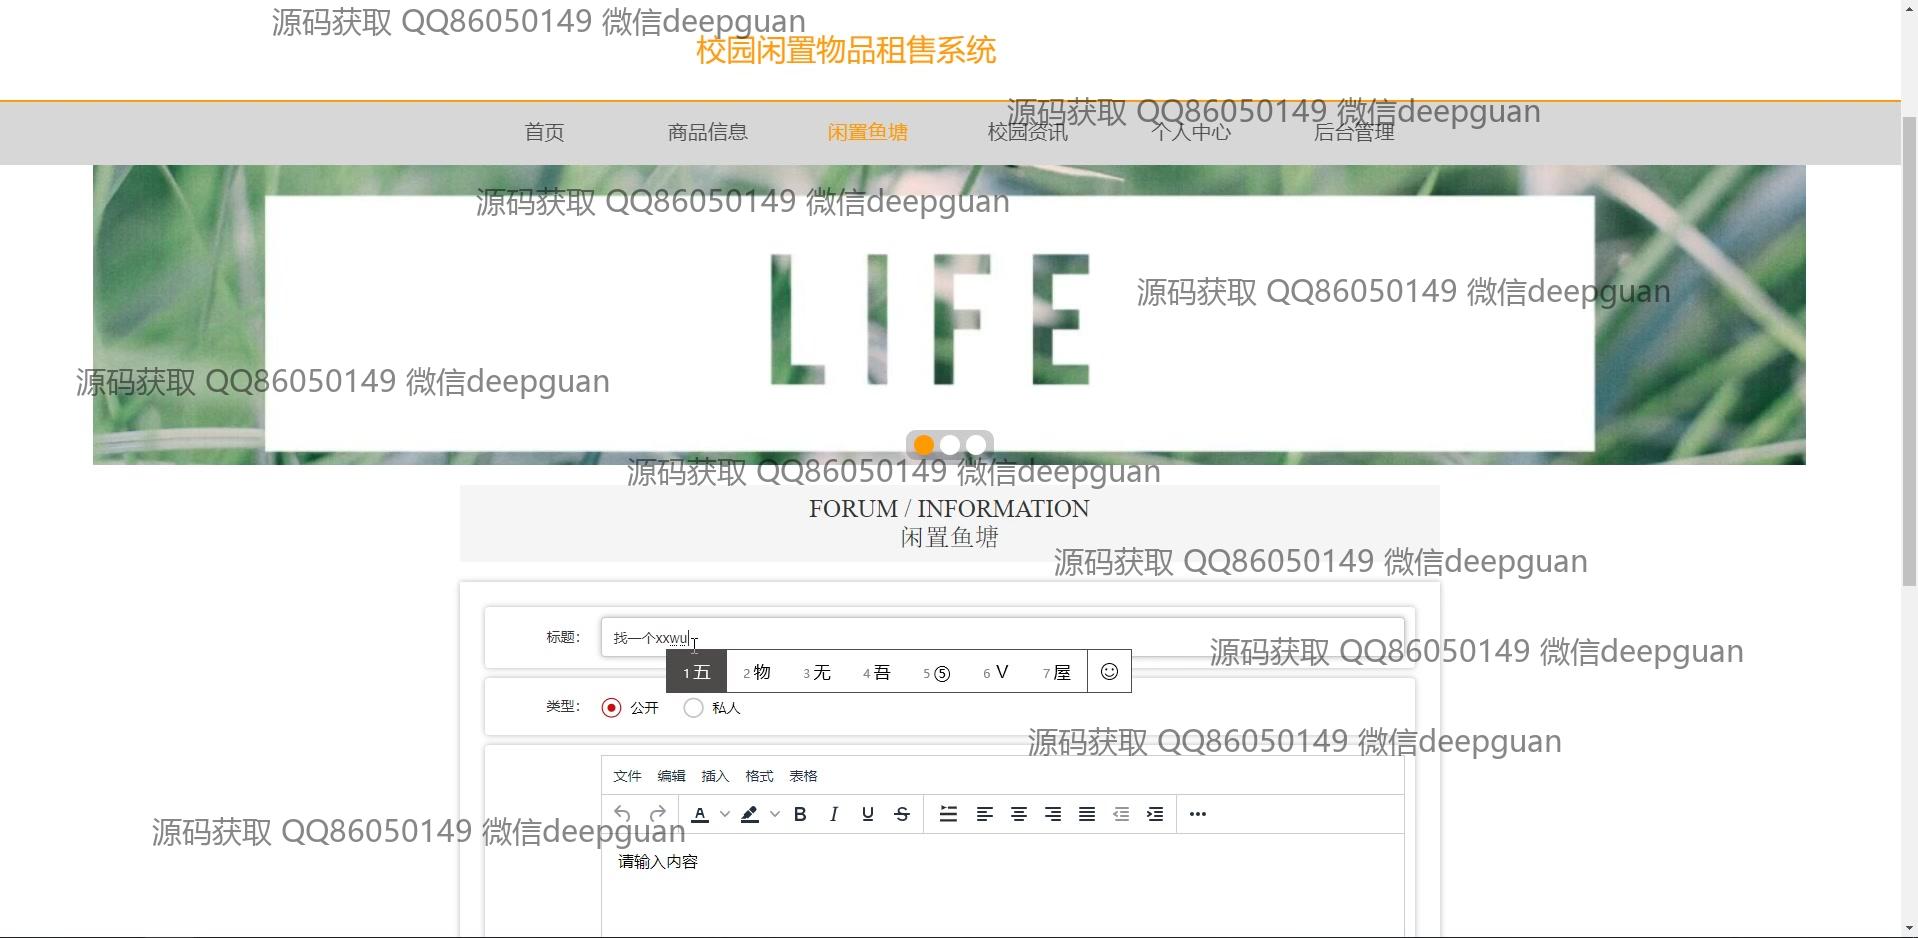 源码获取 QQ86050149 微信deepguan
校园闲置物品租售系统
源码获取 QQ86050149 微信deepguan
首页 商品信息 闲置鱼塘 校园资讯 个人中心 后台管理
源码获取 QQ86050149 微信deepguan
LIFE
源码获取 QQ86050149 微信deepguan
源码获取 QQ86050149 微信deepguan
源码获取 QQ86050149 微信deepguan
FORUM / INFORMATION
闲置鱼塘
源码获取 QQ86050149 微信deepguan
标题： 找一个xxwu
源码获取 QQ86050149 微信deepguan
1 五 2 物 3 无 4 吾 5 ⑤ 6 V 7 屋
类型： 公开 私人
源码获取 QQ86050149 微信deepguan
文件 编辑 插入 格式 表格
A B I U S
源码获取 QQ86050149 微信deepguan
请输入内容